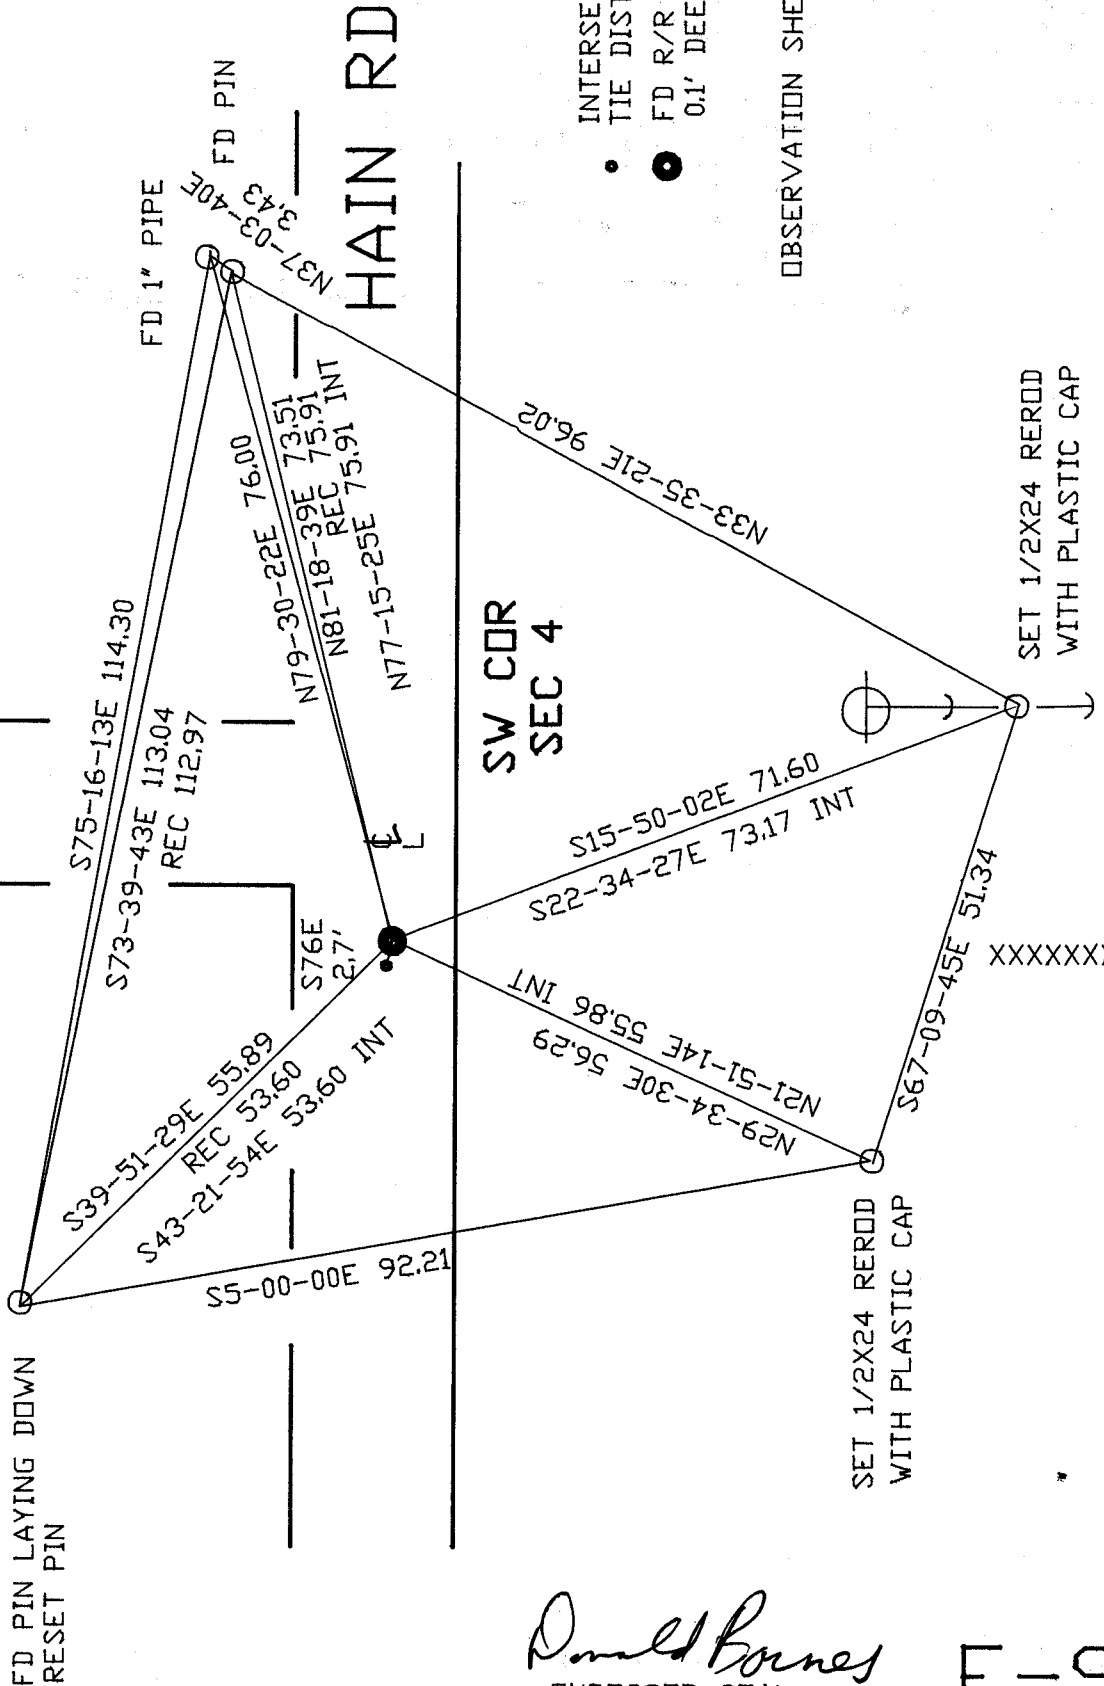 FD PIN LAYING DOWN
RESET PIN
FD 1" PIPE
FD PIN
N37-03-40E
3.43
HAIN RD
S75-16-13E 114.30
S73-39-43E 113.04
REC 112.97
N79-30-22E 76.00
N81-18-39E 73.51
REC 75.91
N77-15-25E 75.91 INT
S39-51-29E 55.89
REC 53.60
S43-21-54E 53.60 INT
S76E
2.7'
S5-00-00E 92.21
SW COR
SEC 4
N33-35-21E 96.02
S15-50-02E 71.60
S22-34-27E 73.17 INT
N21-51-14E 55.86 INT
N29-34-30E 56.29
S67-09-45E 51.34
SET 1/2X24 REROD
WITH PLASTIC CAP
SET 1/2X24 REROD
WITH PLASTIC CAP
INTERSE
TIE DIST
FD R/R
0.1' DEE
OBSERVATION SHE
XXXXXXX
Donald Barnes